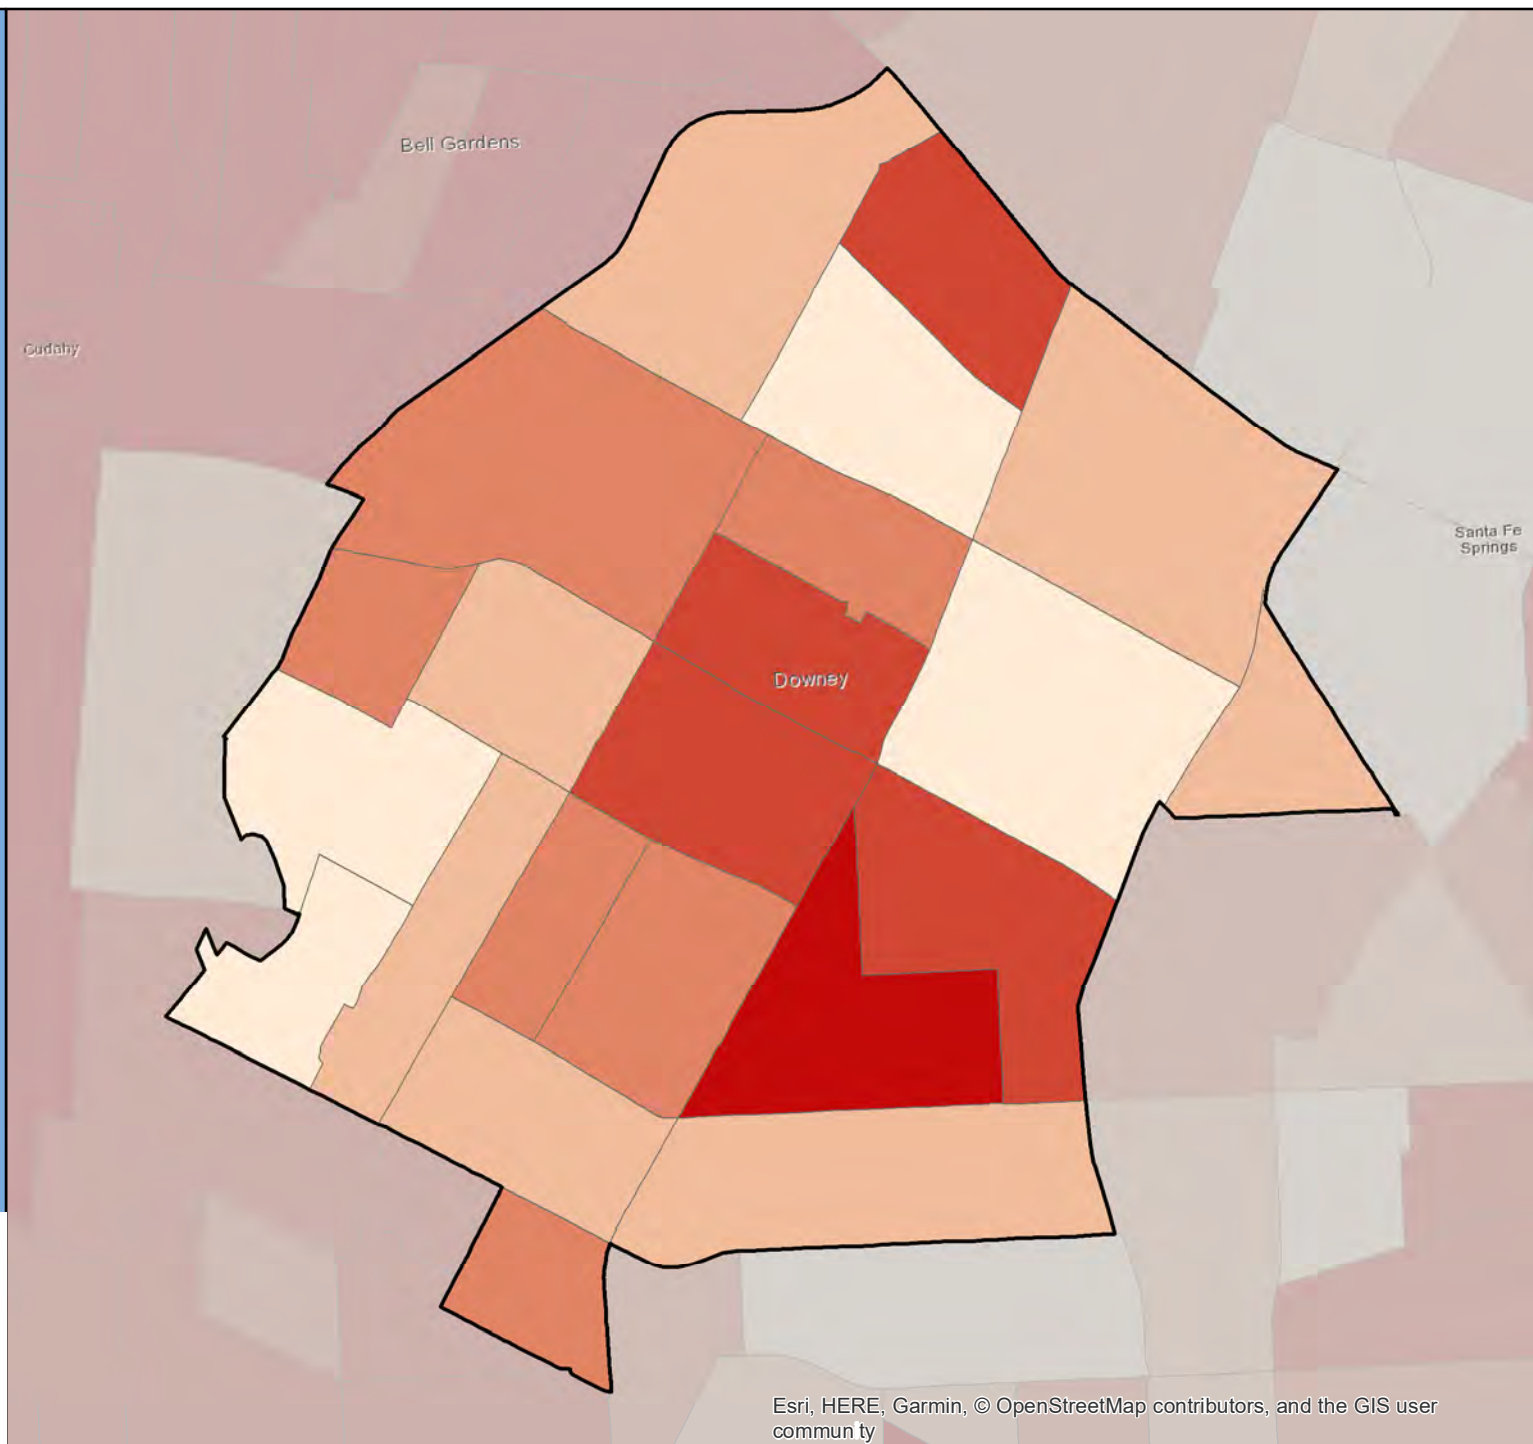 Bell Gardens
Cudahy
Santa Fe
Springs
Downey
Esri, HERE, Garmin, © OpenStreetMap contributors, and the GIS user
commun ty